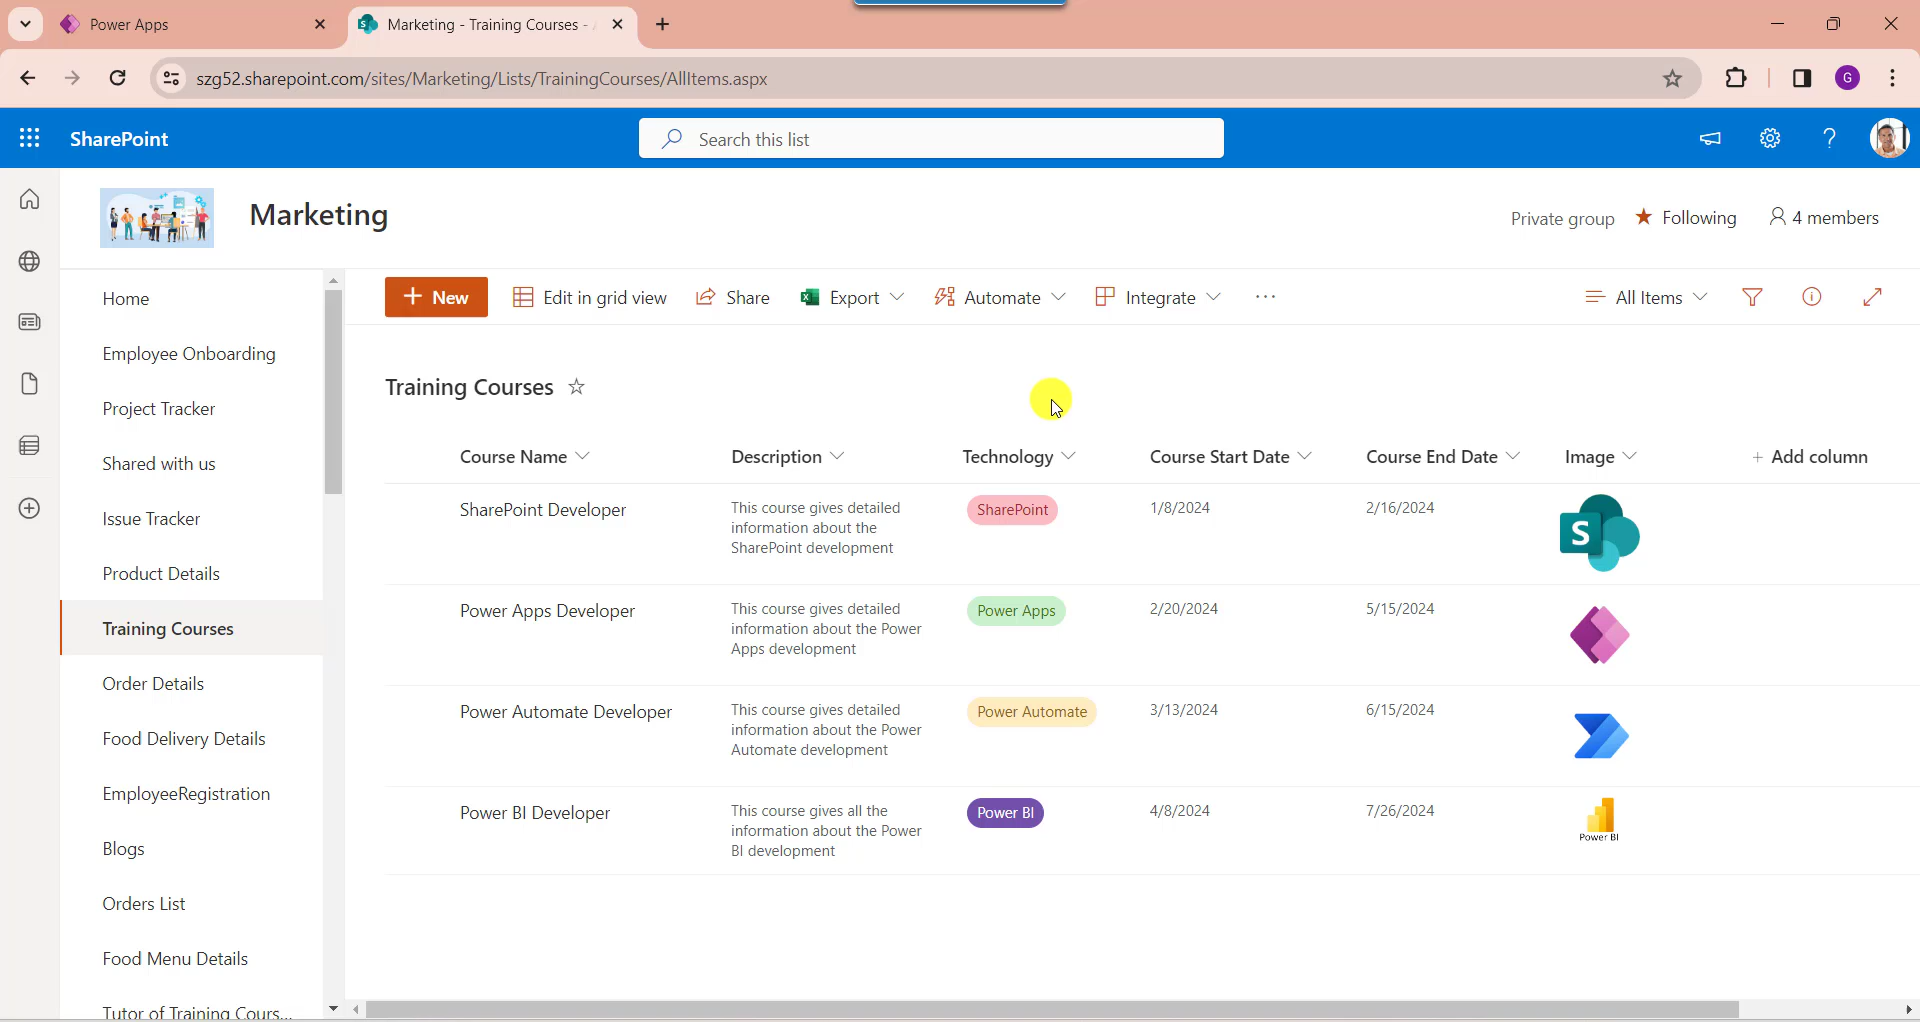 Power Apps
Marketing - Training Courses -
szg52.sharepoint.com/sites/Marketing/Lists/TrainingCourses/AllItems.aspx
G
SharePoint
Search this list
Marketing
Private group
Following
4 members
Home
Employee Onboarding
Project Tracker
Shared with us
Issue Tracker
Product Details
Training Courses
Order Details
Food Delivery Details
EmployeeRegistration
Blogs
Orders List
Food Menu Details
Tutor of Training Cours...
+ New
Edit in grid view
Share
Export
Automate
Integrate
...
All Items
Training Courses
Course Name
Description
Technology
Course Start Date
Course End Date
Image
+ Add column
SharePoint Developer
This course gives detailed
information about the
SharePoint development
SharePoint
1/8/2024
2/16/2024
S
Power Apps Developer
This course gives detailed
information about the Power
Apps development
Power Apps
2/20/2024
5/15/2024
Power Automate Developer
This course gives detailed
information about the Power
Automate development
Power Automate
3/13/2024
6/15/2024
Power BI Developer
This course gives all the
information about the Power
BI development
Power BI
4/8/2024
7/26/2024
Power BI